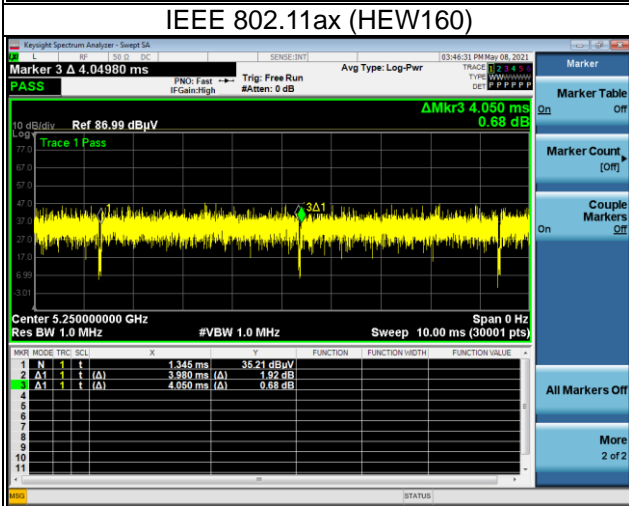 IEEE 802.11ax (HEW160)
Keysight Spectrum Analyzer - Swept SA
L RF 50 Ω DC SENSE:INT 03:46:31 PM May 08, 2021
Marker 3 Δ 4.04980 ms
PASS
PNO: Fast
IFGain:High
Trig: Free Run
#Atten: 0 dB
Avg Type: Log-Pwr
TRACE 1 2 3 4 5 6
TYPE WWWWWW
DET P P P P P P
ΔMkr3 4.050 ms
0.68 dB
10 dB/div Ref 86.99 dBµV
Log
Trace 1 Pass
77.0
67.0
57.0
47.0
37.0
27.0
17.0
6.99
-3.01
1
3Δ1
Center 5.250000000 GHz Span 0 Hz
Res BW 1.0 MHz #VBW 1.0 MHz Sweep 10.00 ms (30001 pts)
MKR MODE TRC SCL X Y FUNCTION FUNCTION WIDTH FUNCTION VALUE
1 N 1 t 1.345 ms 35.21 dBµV
2 Δ1 1 t (Δ) 3.980 ms (Δ) 1.92 dB
3 Δ1 1 t (Δ) 4.050 ms (Δ) 0.68 dB
4
5
6
7
8
9
10
11
MSG STATUS
Marker
Marker Table
On Off
Marker Count
[Off]
Couple
Markers
On Off
All Markers Off
More
2 of 2